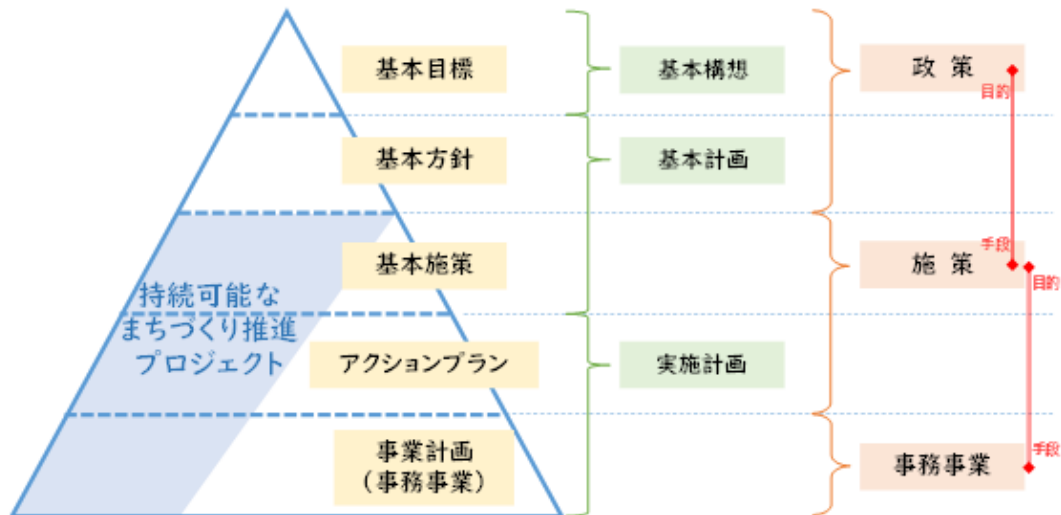 基本目標
基本構想
政 策
目的
基本方針
基本計画
手段
基本施策
施 策
目的
持続可能な
まちづくり推進
プロジェクト
アクションプラン
実施計画
事業計画
（事務事業）
事務事業
手段